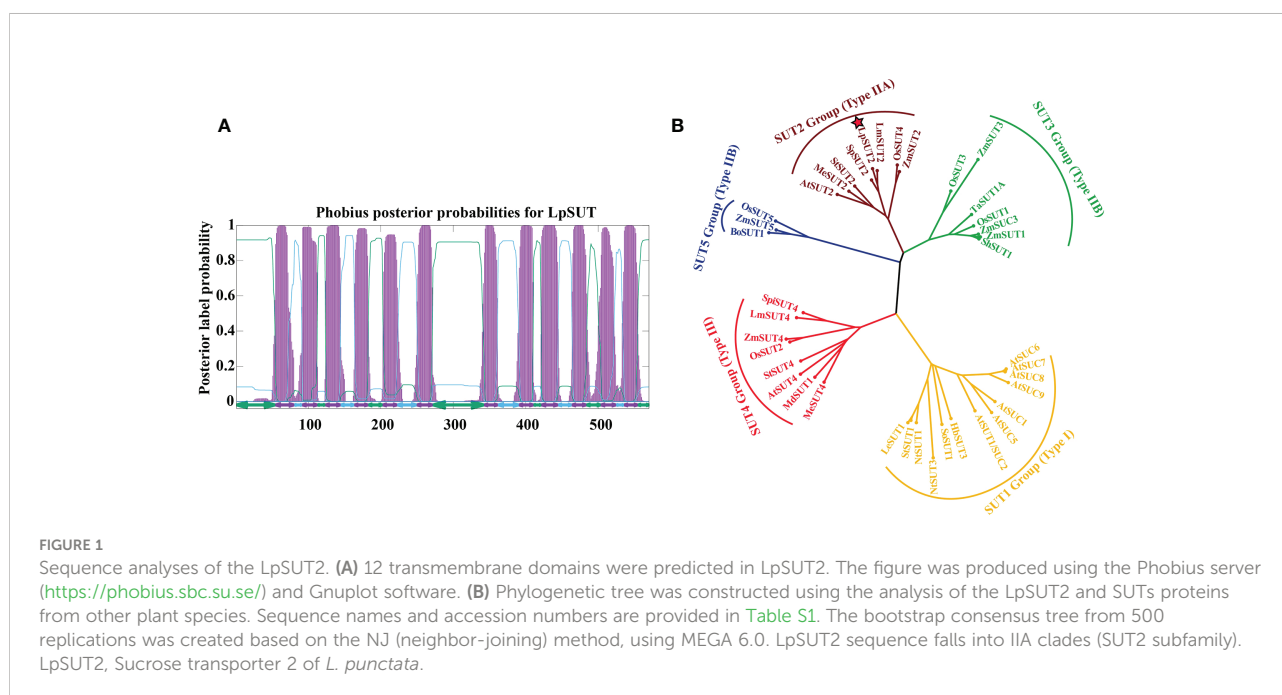 A
Phobius posterior probabilities for LpSUT
Posterior label probability
1
0.8
0.6
0.4
0.2
0
100
200
300
400
500
B
SUT2 Group (Type IIA)
AtSUT2
MeSUT2
StSUT2
SpSUT2
LpSUT2
LmSUT2
OsSUT4
ZmSUT2
SUT3 Group (Type IIB)
OsSUT3
ZmSUT3
TaSUT1A
OsSUT1
ZmSUC3
ZmSUT1
ShSUT1
SUT5 Group (Type IIB)
OsSUT5
ZmSUT5
BoSUT1
SUT4 Group (Type III)
SpiSUT4
LmSUT4
ZmSUT4
OsSUT2
StSUT4
AtSUT4
MdSUT1
MeSUT4
SUT1 Group (Type I)
AtSUC6
AtSUC7
AtSUC8
AtSUC9
AtSUC1
AtSUC5
AtSUT1/SUC2
HbSUT3
SoSUT1
NtSUT3
NtSUT1
StSUT1
LeSUT1
FIGURE 1
Sequence analyses of the LpSUT2. (A) 12 transmembrane domains were predicted in LpSUT2. The figure was produced using the Phobius server
(https://phobius.sbc.su.se/) and Gnuplot software. (B) Phylogenetic tree was constructed using the analysis of the LpSUT2 and SUTs proteins
from other plant species. Sequence names and accession numbers are provided in Table S1. The bootstrap consensus tree from 500
replications was created based on the NJ (neighbor-joining) method, using MEGA 6.0. LpSUT2 sequence falls into IIA clades (SUT2 subfamily).
LpSUT2, Sucrose transporter 2 of L. punctata.